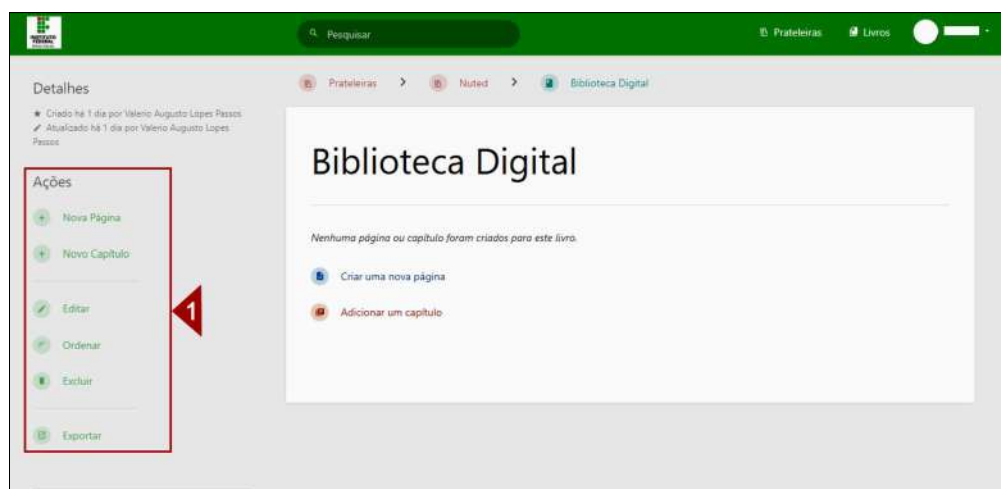 INSTITUTO
FEDERAL
Pesquisar
Prateleiras
Livros
Detalhes
Criado há 1 dia por Valerio Augusto Lopes Passos
Atualizado há 1 dia por Valerio Augusto Lopes
Passos
Ações
Nova Página
Novo Capítulo
Editar
Ordenar
Excluir
Exportar
1
Prateleiras > Nuted > Biblioteca Digital
Biblioteca Digital
Nenhuma página ou capítulo foram criados para este livro.
Criar uma nova página
Adicionar um capítulo